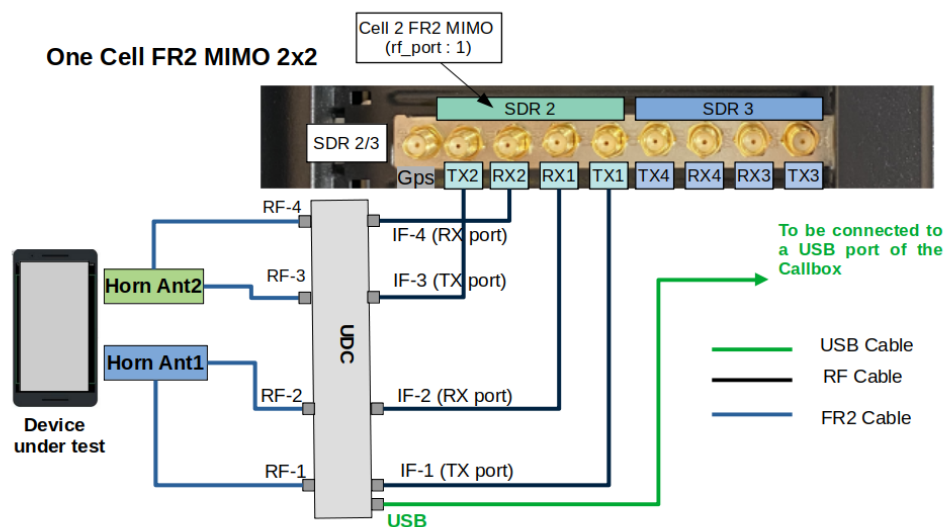 Cell 2 FR2 MIMO
(rf_port : 1)
One Cell FR2 MIMO 2x2
SDR 2
SDR 3
SDR 2/3
Gps
TX2
RX2
RX1
TX1
TX4
RX4
RX3
TX3
RF-4
IF-4 (RX port)
To be connected to
a USB port of the
Callbox
RF-3
IF-3 (TX port)
Horn Ant2
UDC
Horn Ant1
USB Cable
RF Cable
FR2 Cable
RF-2
IF-2 (RX port)
Device
under test
RF-1
IF-1 (TX port)
USB